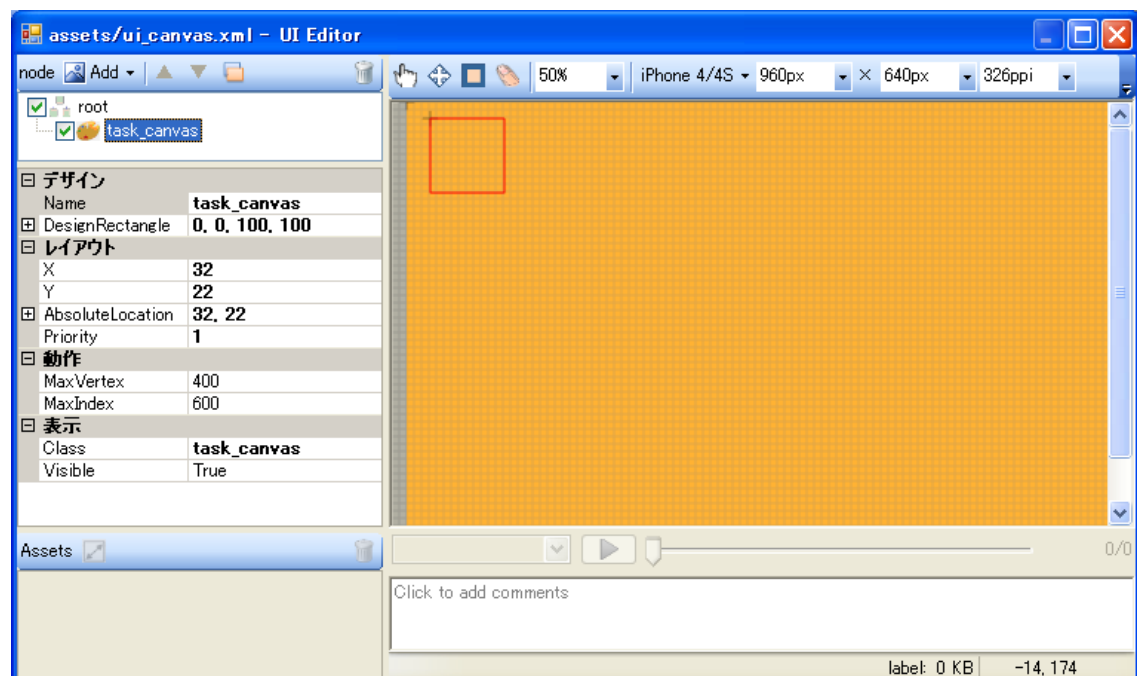 assets/ui_canvas.xml - UI Editor
node Add
50% iPhone 4/4S 960px × 640px 326ppi
root
task_canvas
デザイン
Name task_canvas
DesignRectangle 0, 0, 100, 100
レイアウト
X 32
Y 22
AbsoluteLocation 32, 22
Priority 1
動作
MaxVertex 400
MaxIndex 600
表示
Class task_canvas
Visible True
Assets
0/0
Click to add comments
label: 0 KB -14, 174